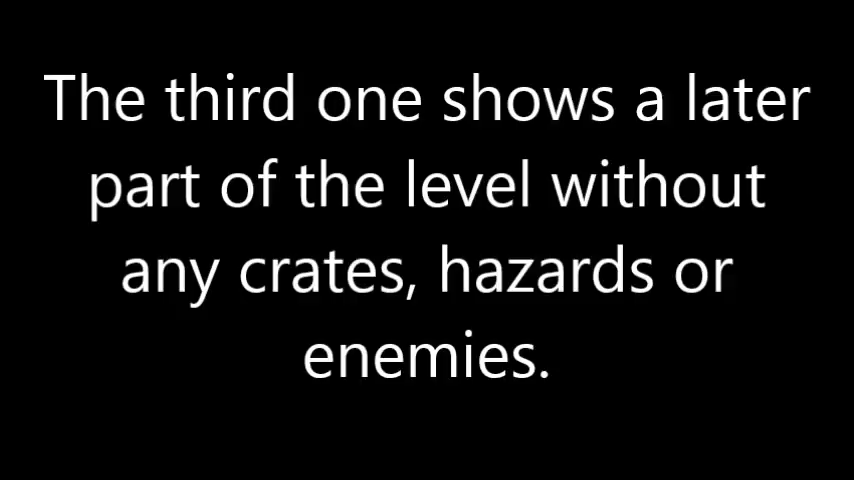 The third one shows a later
part of the level without
any crates, hazards or
enemies.